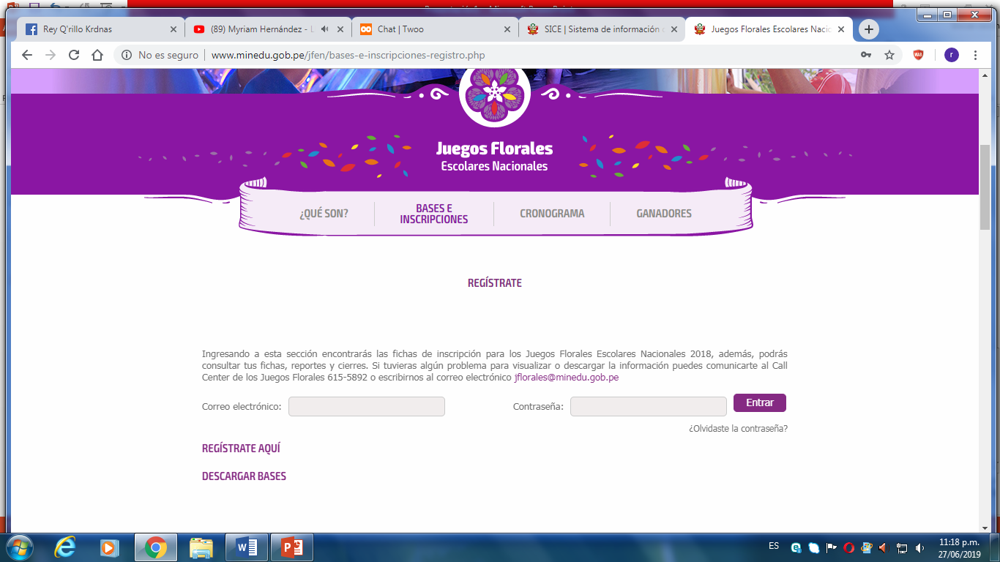 Rey Q'rillo Krdnas
(89) Myriam Hernández -
Chat | Twoo
SICE | Sistema de información
Juegos Florales Escolares Nacio
No es seguro | www.minedu.gob.pe/jfen/bases-e-inscripciones-registro.php
r
Juegos Florales
Escolares Nacionales
¿QUÉ SON?
BASES E
INSCRIPCIONES
CRONOGRAMA
GANADORES
REGÍSTRATE
Ingresando a esta sección encontrarás las fichas de inscripción para los Juegos Florales Escolares Nacionales 2018, además, podrás
consultar tus fichas, reportes y cierres. Si tuvieras algún problema para visualizar o descargar la información puedes comunicarte al Call
Center de los Juegos Florales 615-5892 o escribirnos al correo electrónico jflorales@minedu.gob.pe
Correo electrónico:
Contraseña:
Entrar
¿Olvidaste la contraseña?
REGÍSTRATE AQUÍ
DESCARGAR BASES
ES
11:18 p.m.
27/06/2019